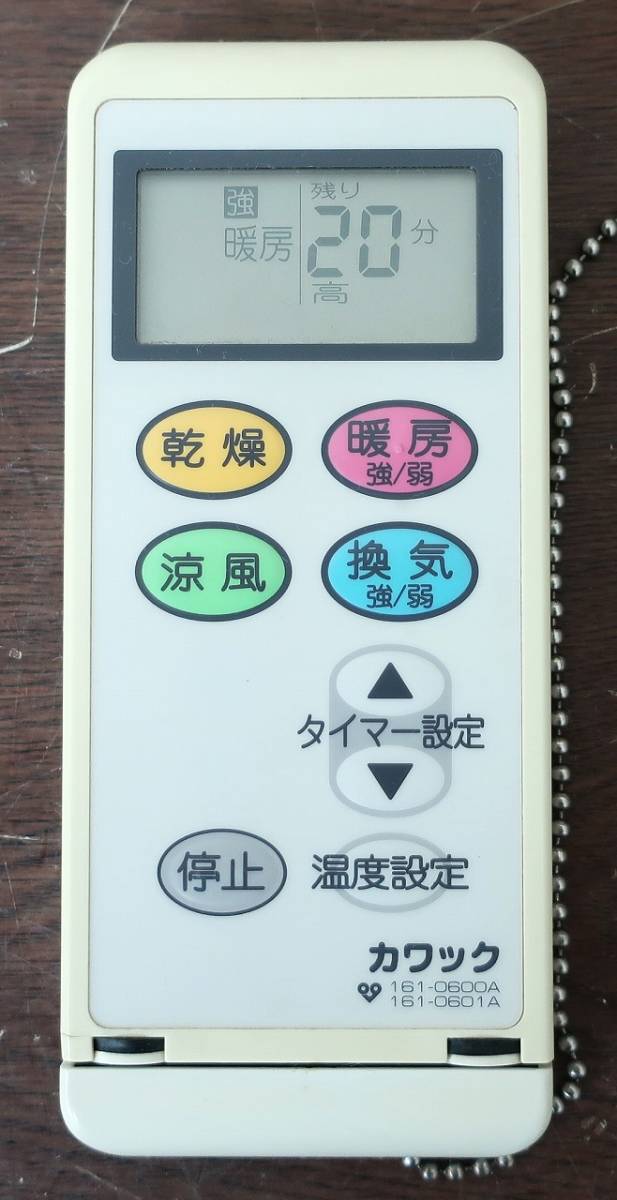 強
暖房
残り
20分
高
乾燥
暖房
強/弱
涼風
換気
強/弱
▲
タイマー設定
▼
停止
温度設定
カワック
161-0600A
161-0601A